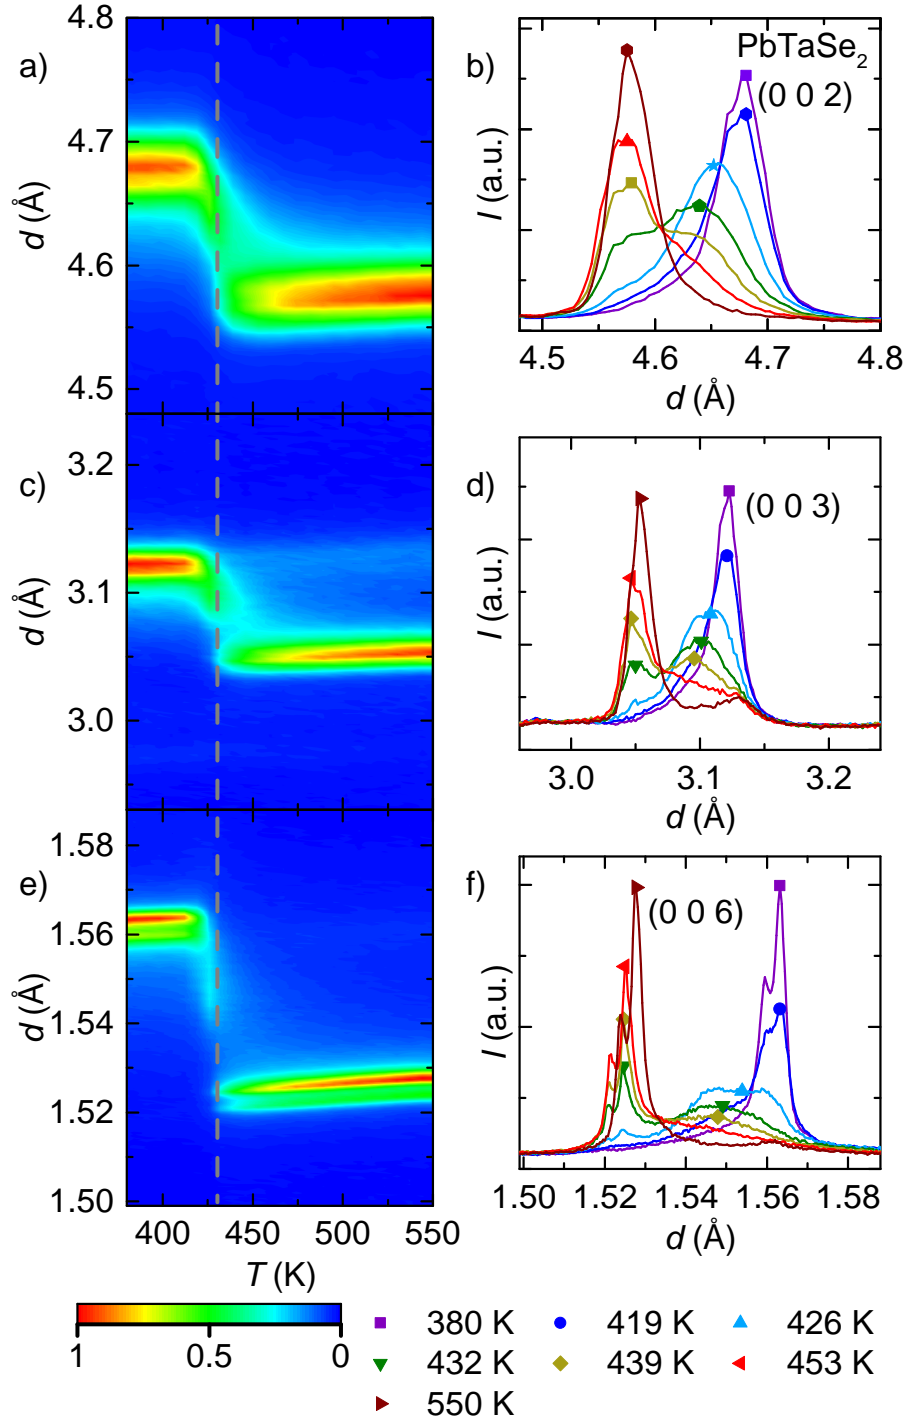 a)
4.8
4.7
4.6
4.5
d (Å)
b)
PbTaSe2
(0 0 2)
I (a.u.)
4.5 4.6 4.7 4.8
d (Å)
c)
3.2
3.1
3.0
d (Å)
d)
(0 0 3)
I (a.u.)
3.0 3.1 3.2
d (Å)
e)
1.58
1.56
1.54
1.52
1.50
d (Å)
400 450 500 550
T (K)
f)
(0 0 6)
I (a.u.)
1.50 1.52 1.54 1.56 1.58
d (Å)
1 0.5 0
380 K 419 K 426 K
432 K 439 K 453 K
550 K